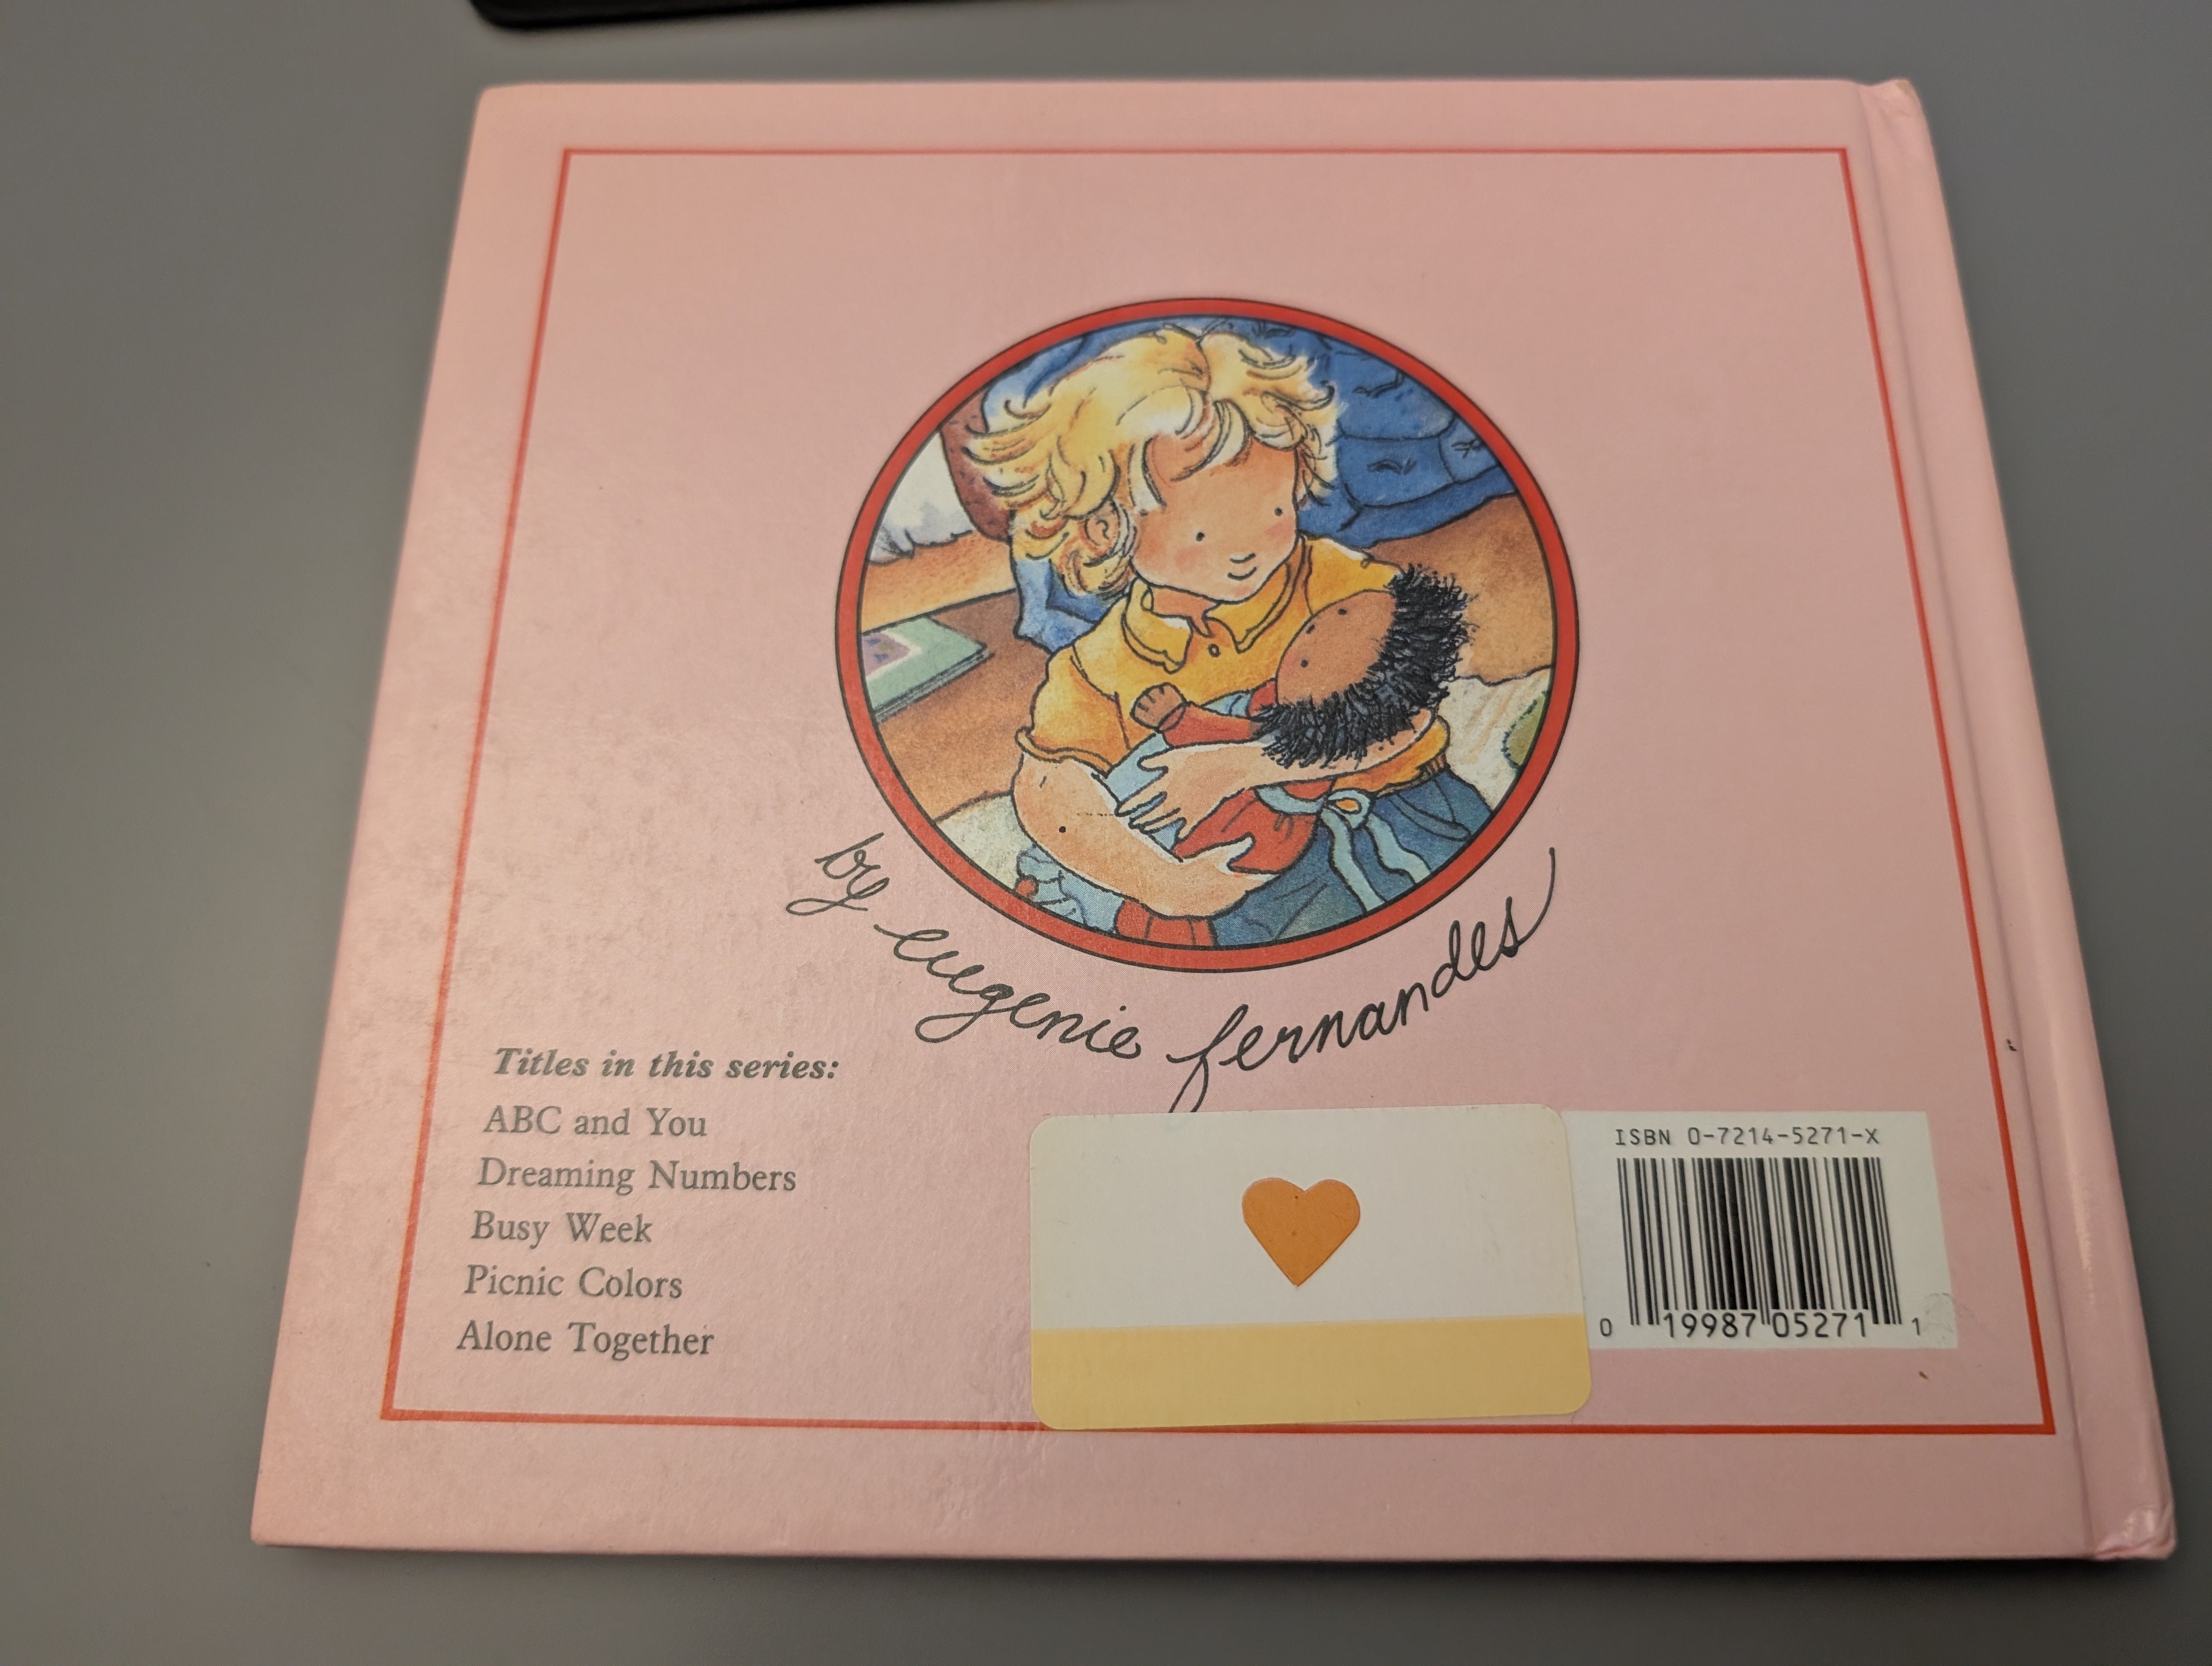 by eugenie fernandes
Titles in this series:
ABC and You
Dreaming Numbers
Busy Week
Picnic Colors
Alone Together
ISBN 0-7214-5271-X
0 19987 05271 1